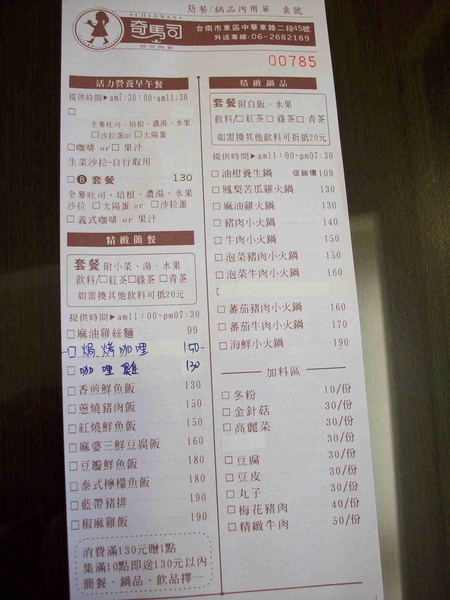 簡餐/鍋品內用單 桌號
CHIEHMAN
奇馬司
台南市東區中華東路二段45號
外送專線:06-2682189
00785
活力營養早午餐
提供時間▶am7:30:00~am11:30
□
全麥吐司、培根、濃湯、水果
□沙拉蛋or □太陽蛋
□咖啡 or □ 果汁
生菜沙拉-自行取用
□B 套餐 130
全麥吐司、培根、濃湯、水果
沙拉 □太陽蛋 or □沙拉蛋
□義式咖啡 or 果汁
精緻簡餐
套餐 附小菜、湯、水果
飲料/□紅茶□綠茶 □青茶
如需換其他飲料可折抵20元
提供時間▶am11:00~pm07:30
□麻油雞絲麵 99
□焗烤咖哩 150
□咖哩雞 130
□香煎鮮魚飯 130
□蔥燒豬肉飯 150
□紅燒鮮魚飯 150
□麻婆三鮮豆腐飯 160
□豆瓣鮮魚飯 180
□泰式檸檬魚飯 180
□藍帶豬排 190
□椒麻雞飯 190
消費滿130元贈1點
集滿10點即送130元以內
簡餐、鍋品、飲品擇一
精緻鍋品
套餐 附白飯、水果
飲料/□紅茶 □綠茶 □青茶
如需換其他飲料可折抵20元
提供時間▶am11:00~pm07:30
□油柑養生鍋 促銷價109
□鳳梨苦瓜雞火鍋 130
□麻油雞火鍋 130
□豬肉小火鍋 140
□牛肉小火鍋 150
□泡菜豬肉小火鍋 150
□泡菜牛肉小火鍋 150
□蕃茄豬肉小火鍋 160
□蕃茄牛肉小火鍋 170
□海鮮小火鍋 190
加料區
□冬粉 10/份
□金針菇 30/份
□高麗菜 30/份
30/份
□豆腐 30/份
□豆皮 30/份
□丸子 30/份
□梅花豬肉 40/份
□精緻牛肉 50/份